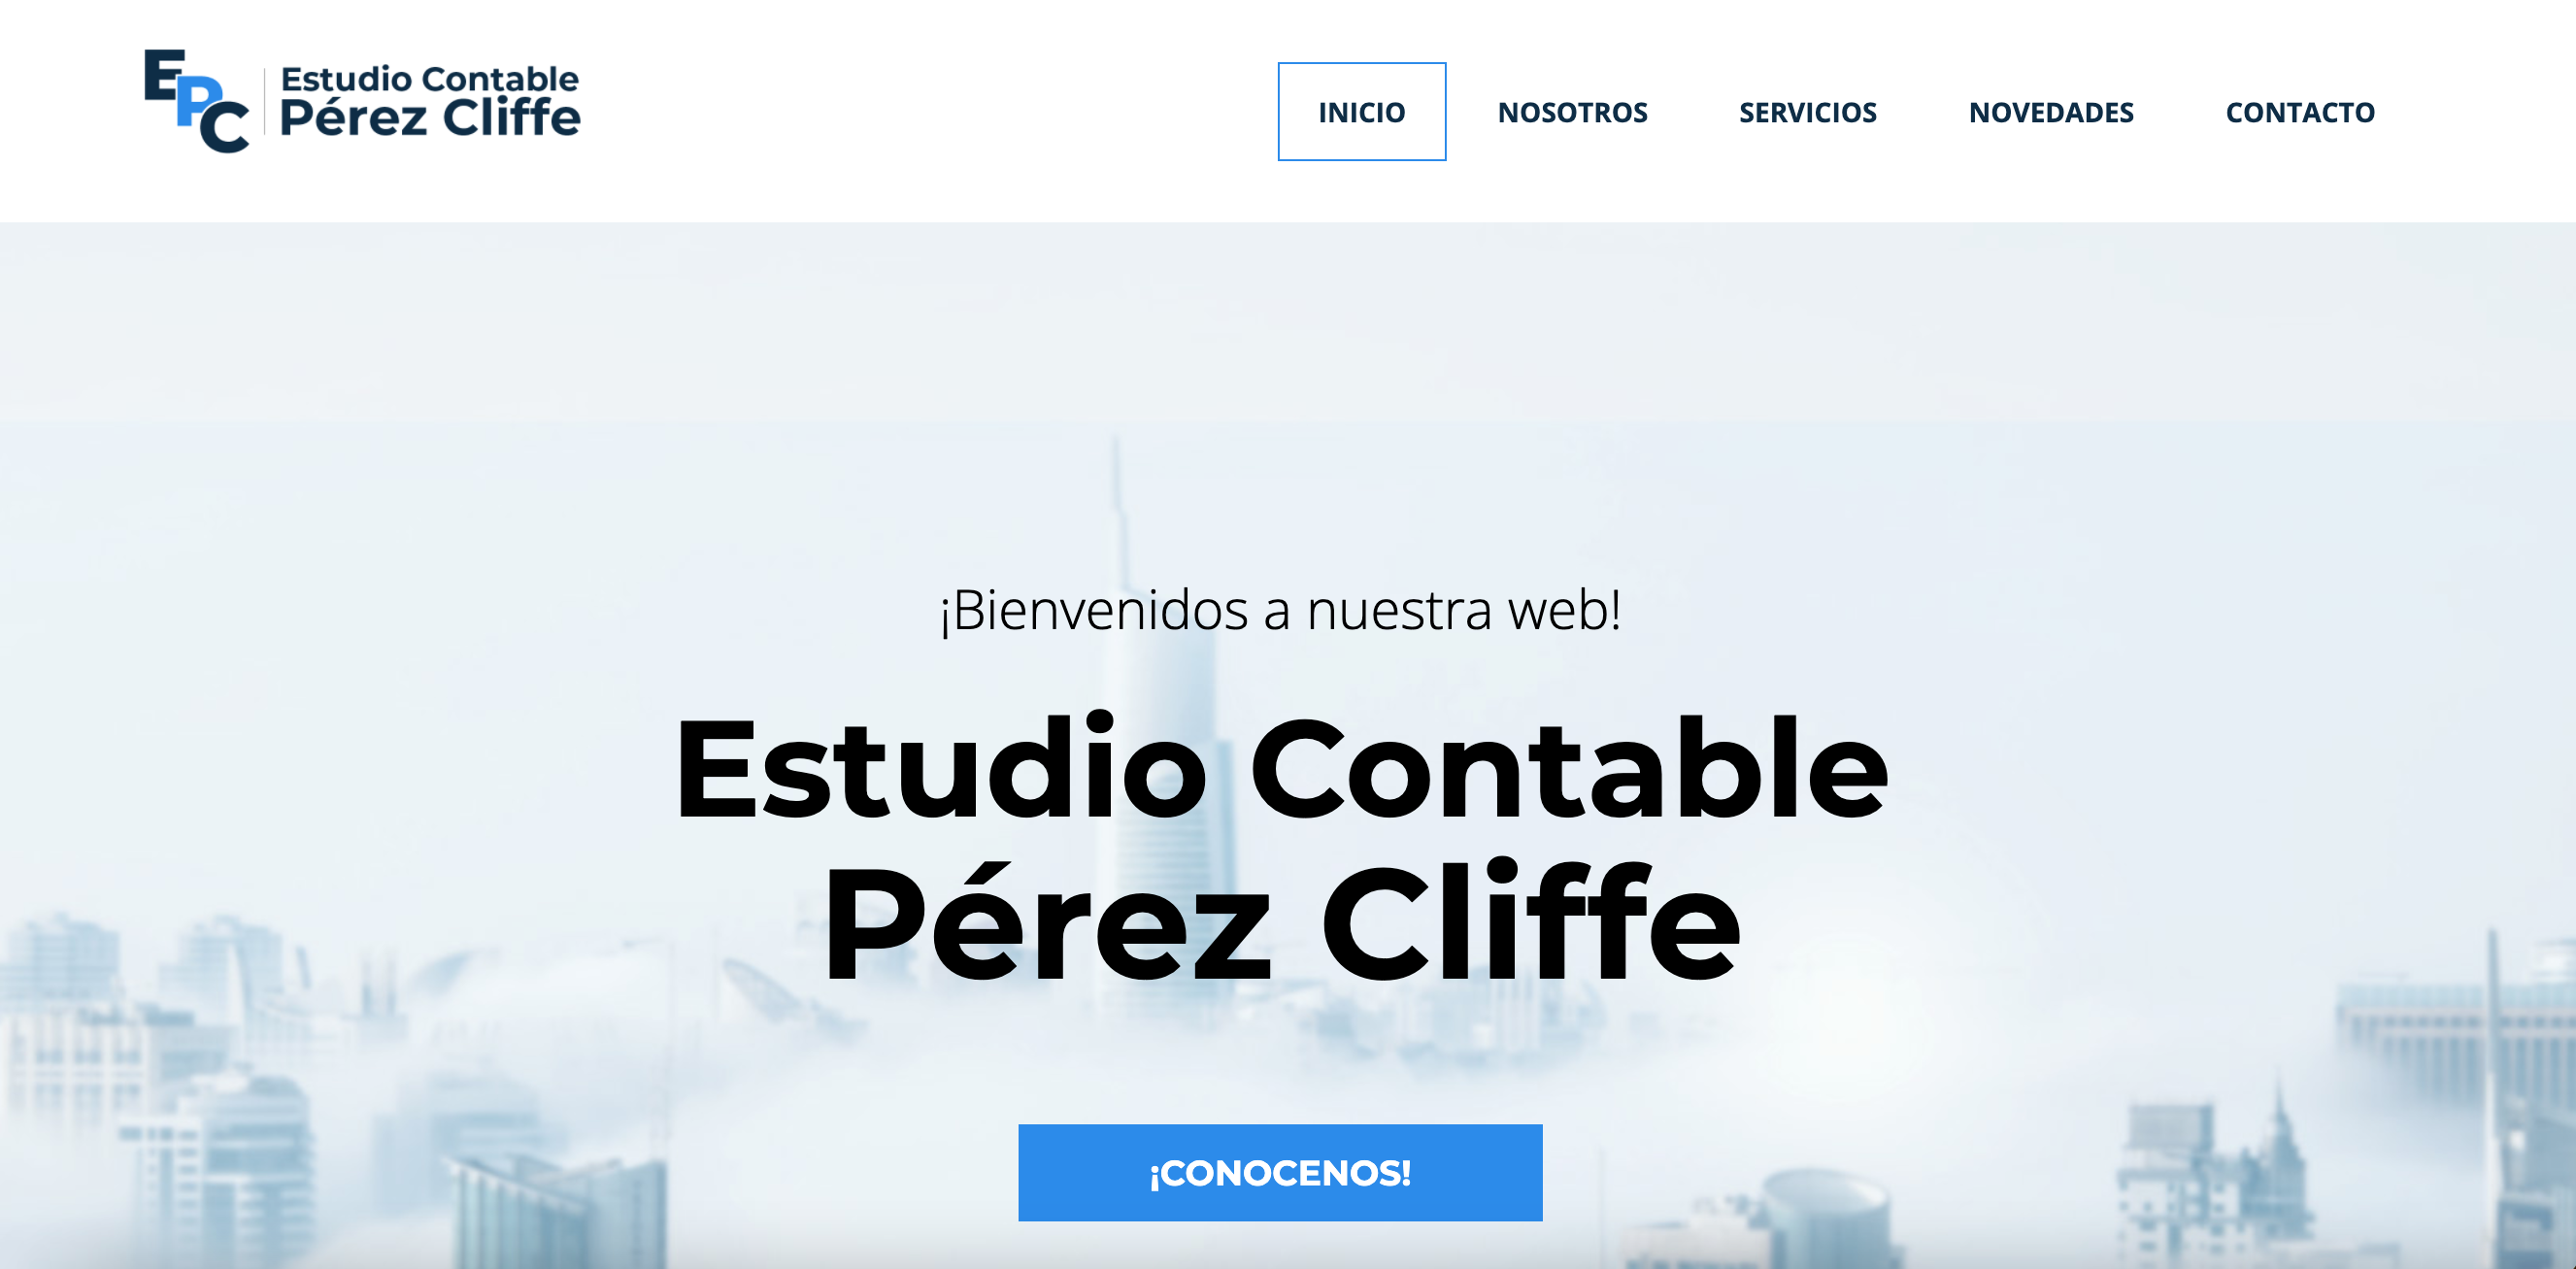 EPC
Estudio Contable
Pérez Cliffe
INICIO NOSOTROS SERVICIOS NOVEDADES CONTACTO
¡Bienvenidos a nuestra web!
Estudio Contable
Pérez Cliffe
¡CONOCENOS!